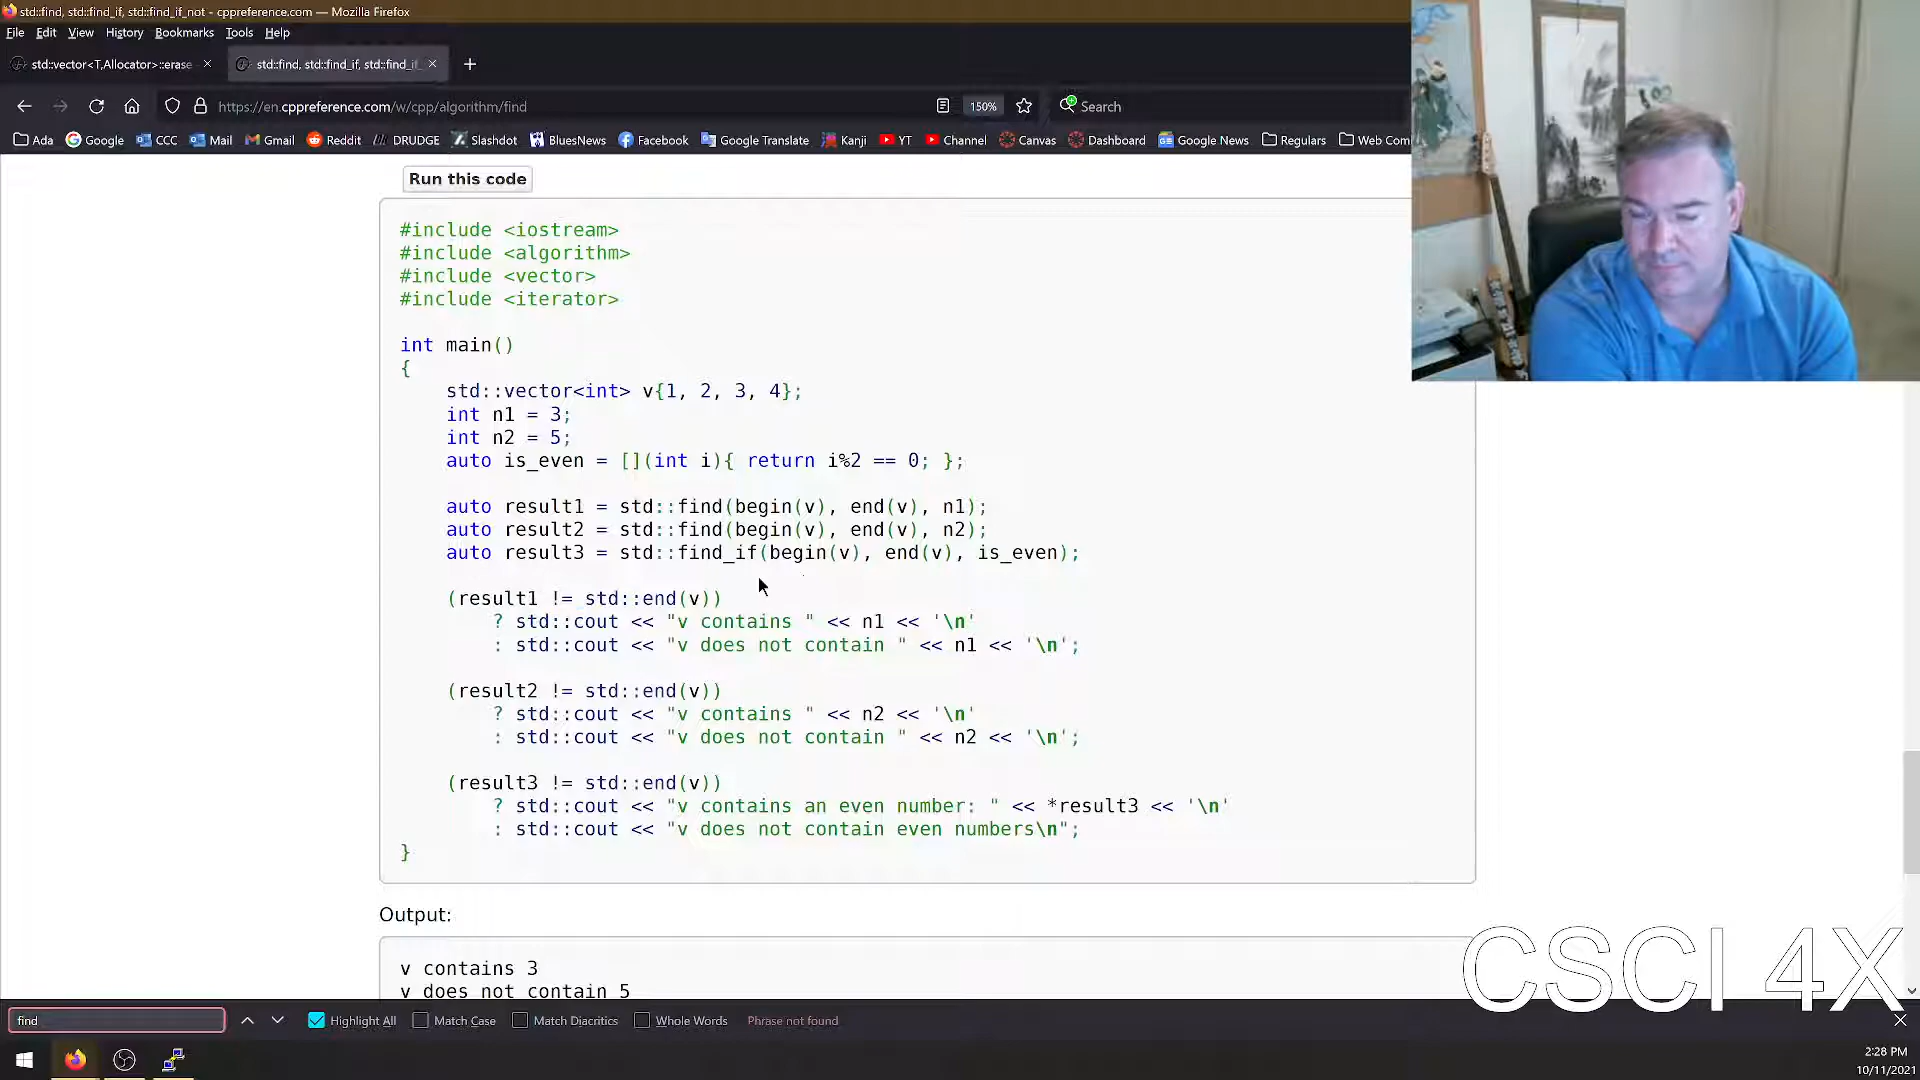 std::find, std::find_if, std::find_if_not - cppreference.com — Mozilla Firefox
File Edit View History Bookmarks Tools Help
std::vector<T,Allocator>::erase
std::find, std::find_if, std::find_if_
https://en.cppreference.com/w/cpp/algorithm/find 150% Search
Ada Google CCC Mail Gmail Reddit DRUDGE Slashdot BluesNews Facebook Google Translate Kanji YT Channel Canvas Dashboard Google News Regulars Web Com
Run this code
#include <iostream>
#include <algorithm>
#include <vector>
#include <iterator>
int main()
{
std::vector<int> v{1, 2, 3, 4};
int n1 = 3;
int n2 = 5;
auto is_even = [](int i){ return i%2 == 0; };
auto result1 = std::find(begin(v), end(v), n1);
auto result2 = std::find(begin(v), end(v), n2);
auto result3 = std::find_if(begin(v), end(v), is_even);
(result1 != std::end(v))
? std::cout << "v contains " << n1 << '\n'
: std::cout << "v does not contain " << n1 << '\n';
(result2 != std::end(v))
? std::cout << "v contains " << n2 << '\n'
: std::cout << "v does not contain " << n2 << '\n';
(result3 != std::end(v))
? std::cout << "v contains an even number: " << *result3 << '\n'
: std::cout << "v does not contain even numbers\n";
}
Output:
v contains 3
v does not contain 5
CSCI 4X
find Highlight All Match Case Match Diacritics Whole Words Phrase not found
2:28 PM
10/11/2021